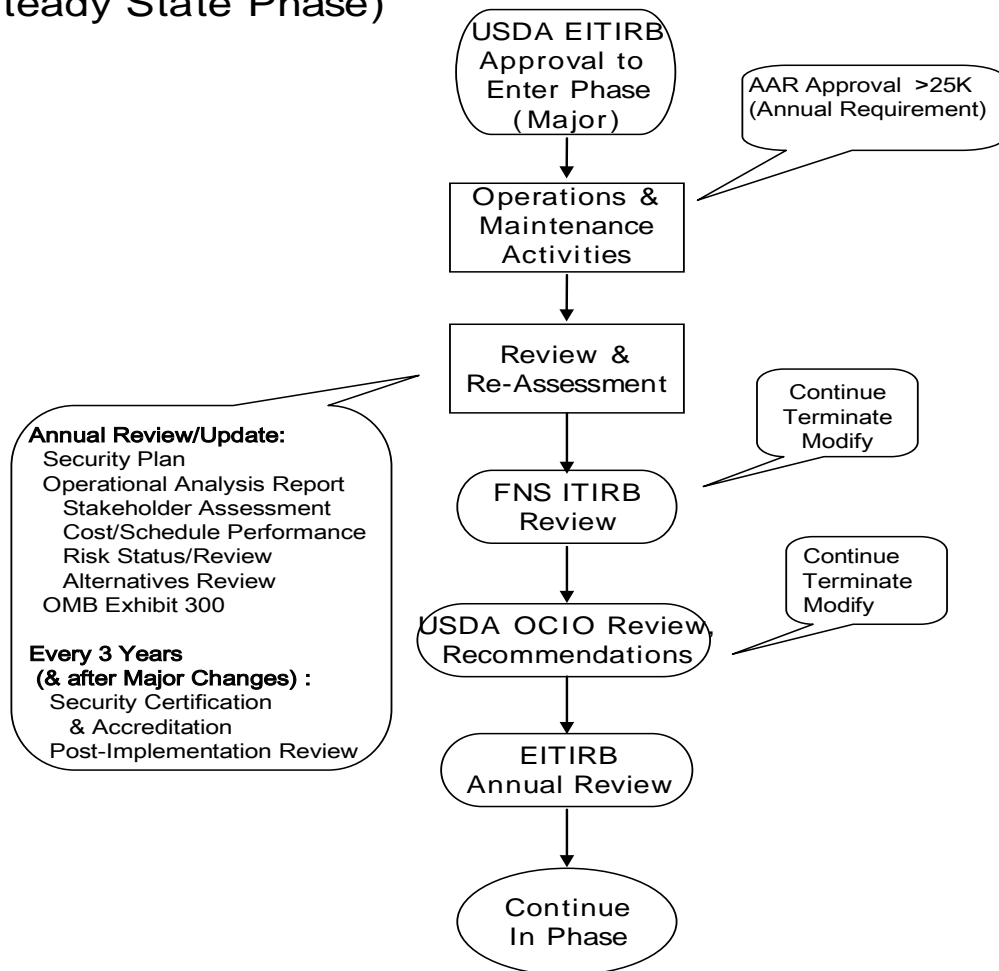 teady State Phase)
USDA EITIRB
Approval to
Enter Phase
(Major)
AAR Approval >25K
(Annual Requirement)
Operations &
Maintenance
Activities
Review &
Re-Assessment
Annual Review/Update:
Security Plan
Operational Analysis Report
Stakeholder Assessment
Cost/Schedule Performance
Risk Status/Review
Alternatives Review
OMB Exhibit 300
Every 3 Years
(& after Major Changes) :
Security Certification
& Accreditation
Post-Implementation Review
Continue
Terminate
Modify
FNS ITIRB
Review
Continue
Terminate
Modify
USDA OCIO Review,
Recommendations
EITIRB
Annual Review
Continue
In Phase